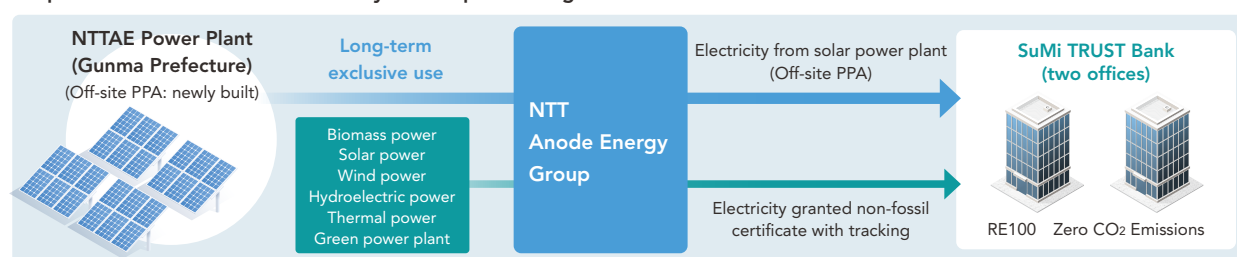 NTTAE Power Plant
(Gunma Prefecture)
(Off-site PPA: newly built)
Long-term
exclusive use
Biomass power
Solar power
Wind power
Hydroelectric power
Thermal power
Green power plant
NTT
Anode Energy
Group
Electricity from solar power plant
(Off-site PPA)
Electricity granted non-fossil
certificate with tracking
SuMi TRUST Bank
(two offices)
RE100 Zero CO2 Emissions